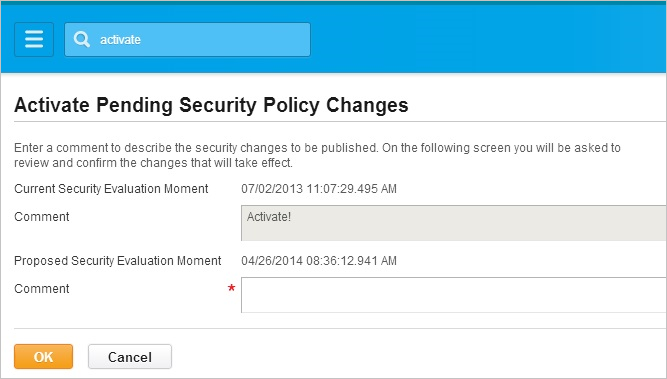 activate
Activate Pending Security Policy Changes
Enter a comment to describe the security changes to be published. On the following screen you will be asked to
review and confirm the changes that will take effect.
Current Security Evaluation Moment 07/02/2013 11:07:29.495 AM
Comment Activate!
Proposed Security Evaluation Moment 04/26/2014 08:36:12.941 AM
Comment *
OK Cancel